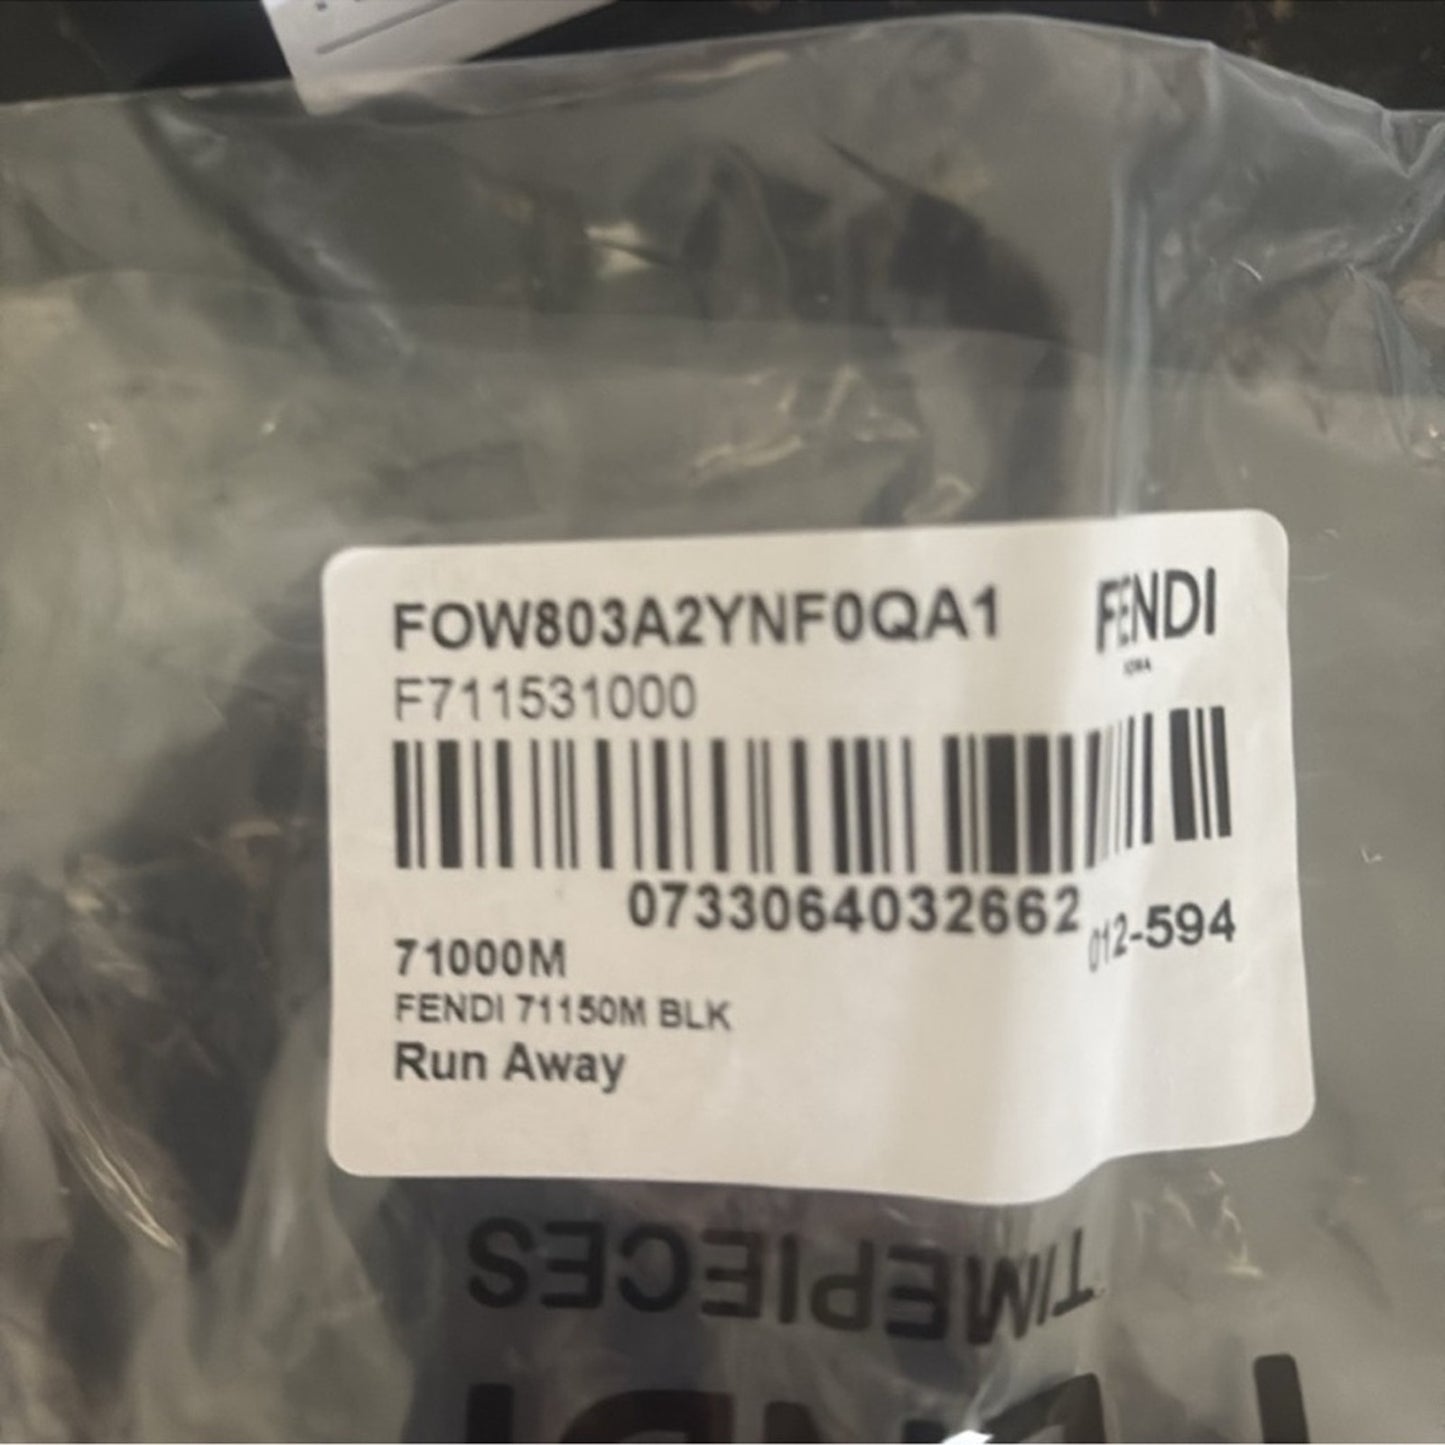 FOW803A2YNF0QA1
FENDI
F711531000
0733064032662
012-594
71000M
FENDI 71150M BLK
Run Away
TIMEPIECES